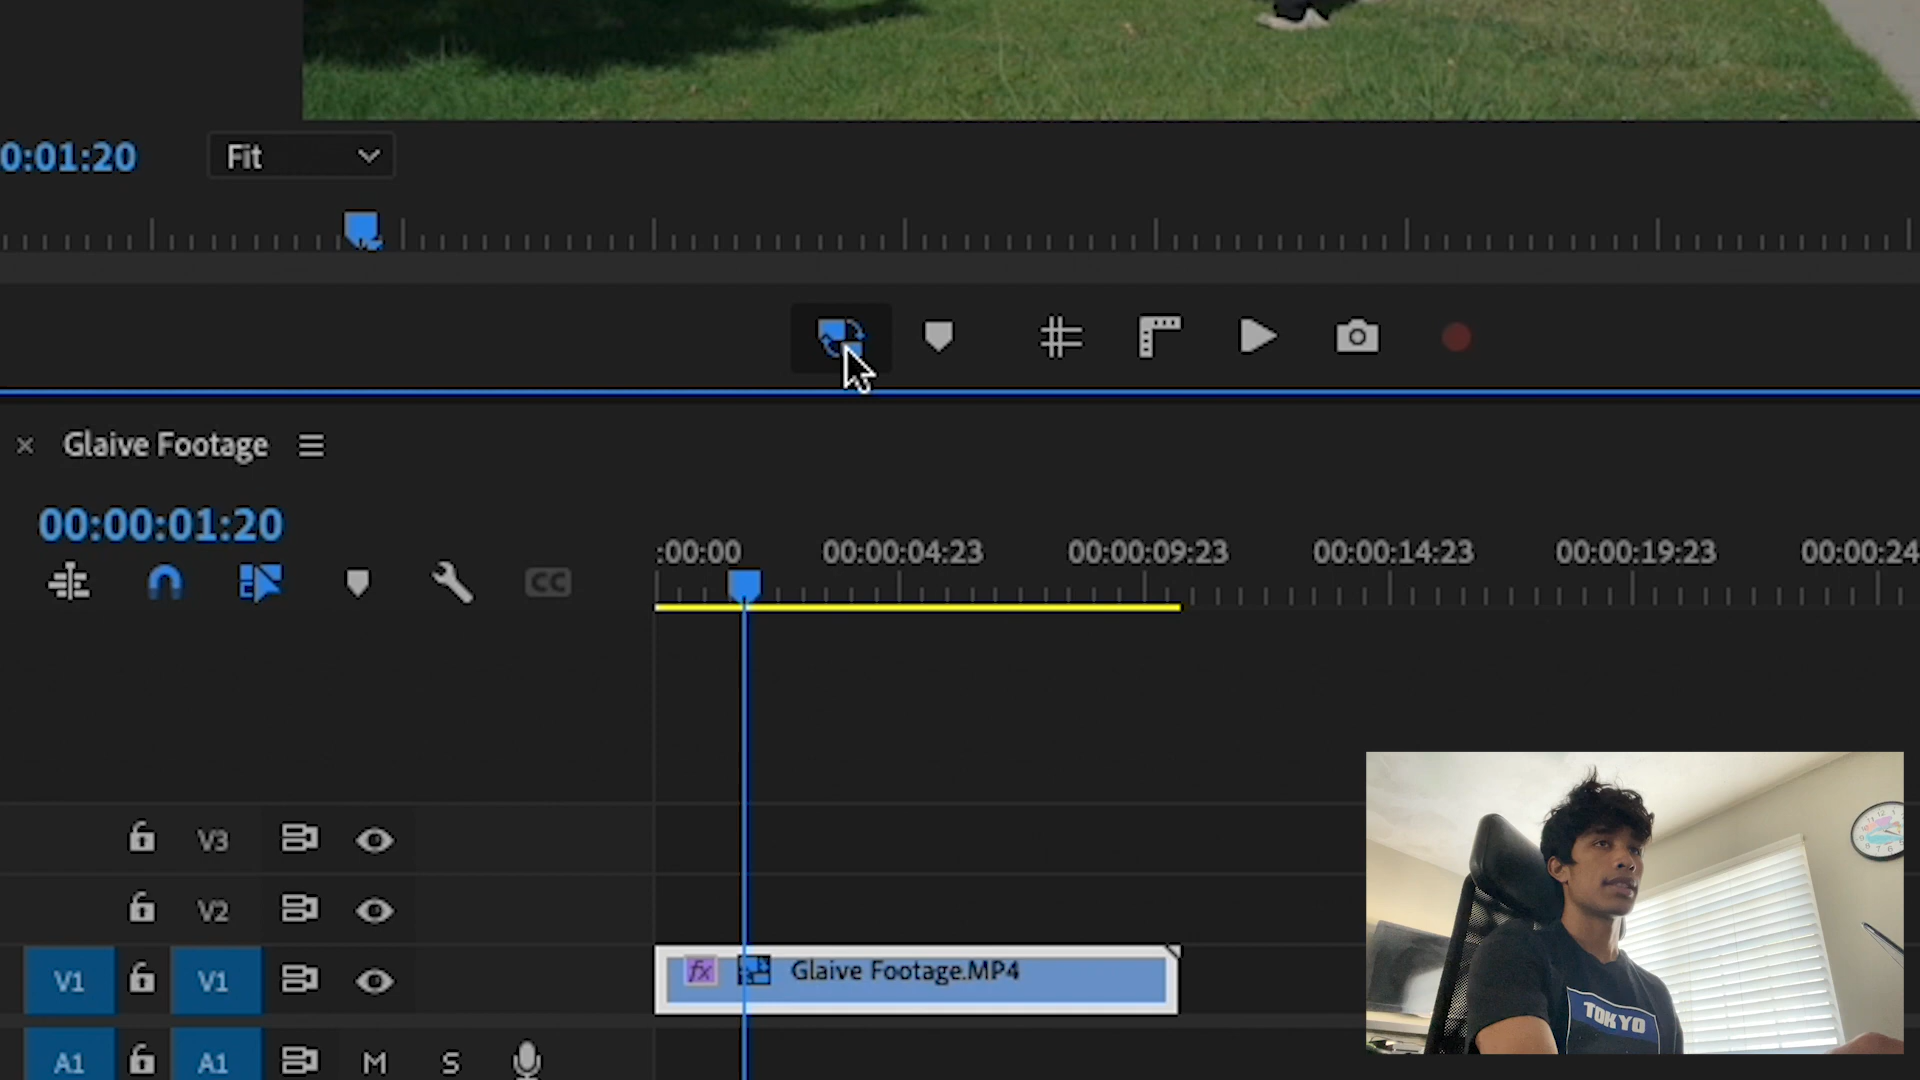 0:01:20
Fit
Glaive Footage
00:00:01:20
:00:00 00:00:04:23 00:00:09:23 00:00:14:23 00:00:19:23 00:00:24
CC
V3
V2
V1 V1
fx Glaive Footage.MP4
A1 A1 M S
TOKYO